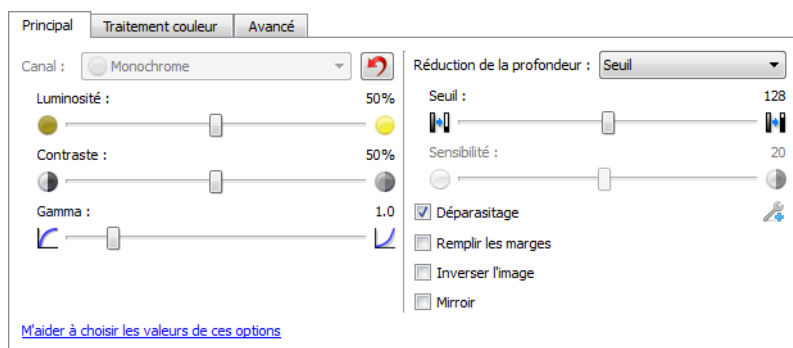 Principal
Traitement couleur
Avancé
Canal :
Monochrome
Luminosité :
50%
Contraste :
50%
Gamma :
1.0
M'aider à choisir les valeurs de ces options
Réduction de la profondeur :
Seuil
Seuil :
128
Sensibilité :
20
Déparasitage
Remplir les marges
Inverser l'image
Mirroir